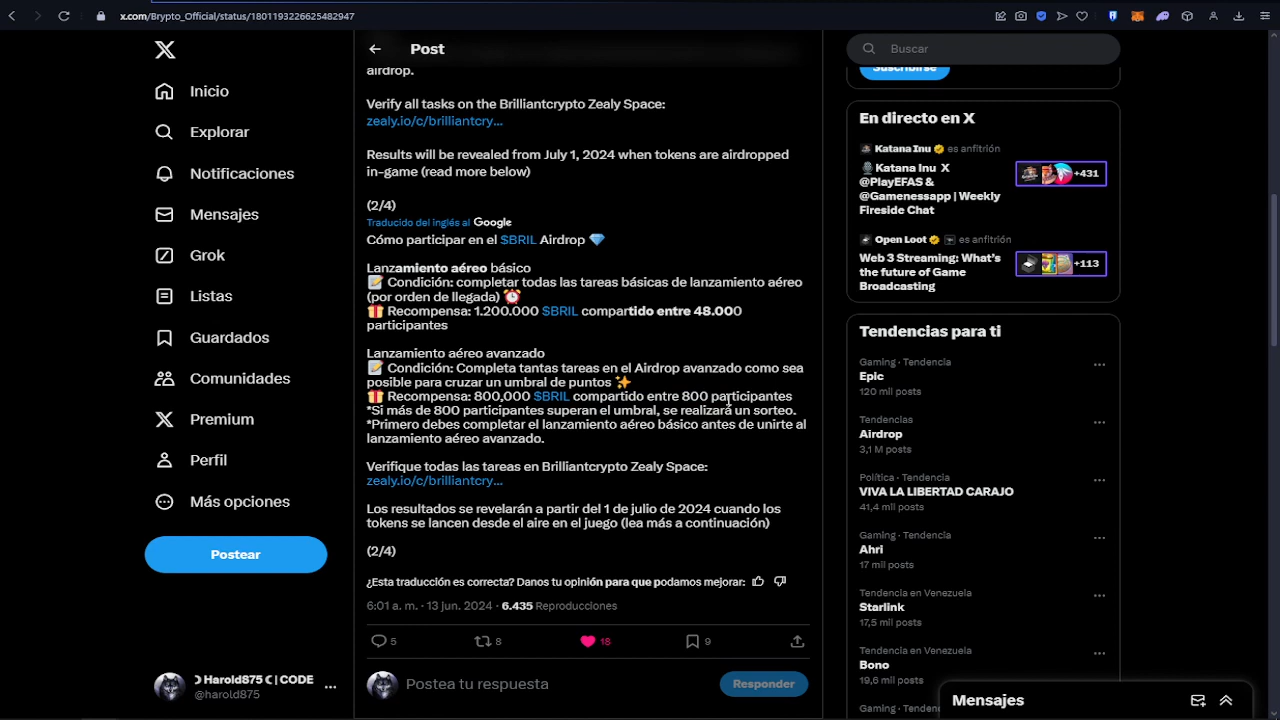 x.com/Brypto_Official/status/1801193226625482947
Inicio
Explorar
Notificaciones
Mensajes
Grok
Listas
Guardados
Comunidades
Premium
Perfil
Más opciones
Postear
Harold875 ☾ | CODE
@harold875
Post
airdrop.
Verify all tasks on the Brilliantcrypto Zealy Space:
zealy.io/c/brilliantcry...
Results will be revealed from July 1, 2024 when tokens are airdropped
in-game (read more below)
(2/4)
Traducido del inglés al Google
Cómo participar en el $BRIL Airdrop 💎
Lanzamiento aéreo básico
📝 Condición: completar todas las tareas básicas de lanzamiento aéreo
(por orden de llegada) ⏰
🎁 Recompensa: 1.200.000 $BRIL compartido entre 48.000
participantes
Lanzamiento aéreo avanzado
📝 Condición: Completa tantas tareas en el Airdrop avanzado como sea
posible para cruzar un umbral de puntos ✨
🎁 Recompensa: 800,000 $BRIL compartido entre 800 participantes
*Si más de 800 participantes superan el umbral, se realizará un sorteo.
*Primero debes completar el lanzamiento aéreo básico antes de unirte al
lanzamiento aéreo avanzado.
Verifique todas las tareas en Brilliantcrypto Zealy Space:
zealy.io/c/brilliantcry...
Los resultados se revelarán a partir del 1 de julio de 2024 cuando los
tokens se lancen desde el aire en el juego (lea más a continuación)
(2/4)
¿Esta traducción es correcta? Danos tu opinión para que podamos mejorar:
6:01 a. m. · 13 jun. 2024 · 6.435 Reproducciones
5 8 18 9
Postea tu respuesta
Responder
Buscar
Suscribirse
En directo en X
Katana Inu es anfitrión
🎙Katana Inu X
@PlayEFAS &
@Gamenessapp | Weekly
Fireside Chat
+431
Open Loot es anfitrión
Web 3 Streaming: What's
the future of Game
Broadcasting
+113
Tendencias para ti
Gaming · Tendencia
Epic
120 mil posts
Tendencias
Airdrop
3,1 M posts
Política · Tendencia
VIVA LA LIBERTAD CARAJO
41,4 mil posts
Gaming · Tendencia
Ahri
17 mil posts
Tendencia en Venezuela
Starlink
17,5 mil posts
Tendencia en Venezuela
Bono
19,6 mil posts
Gaming · Tendencia
Mensajes